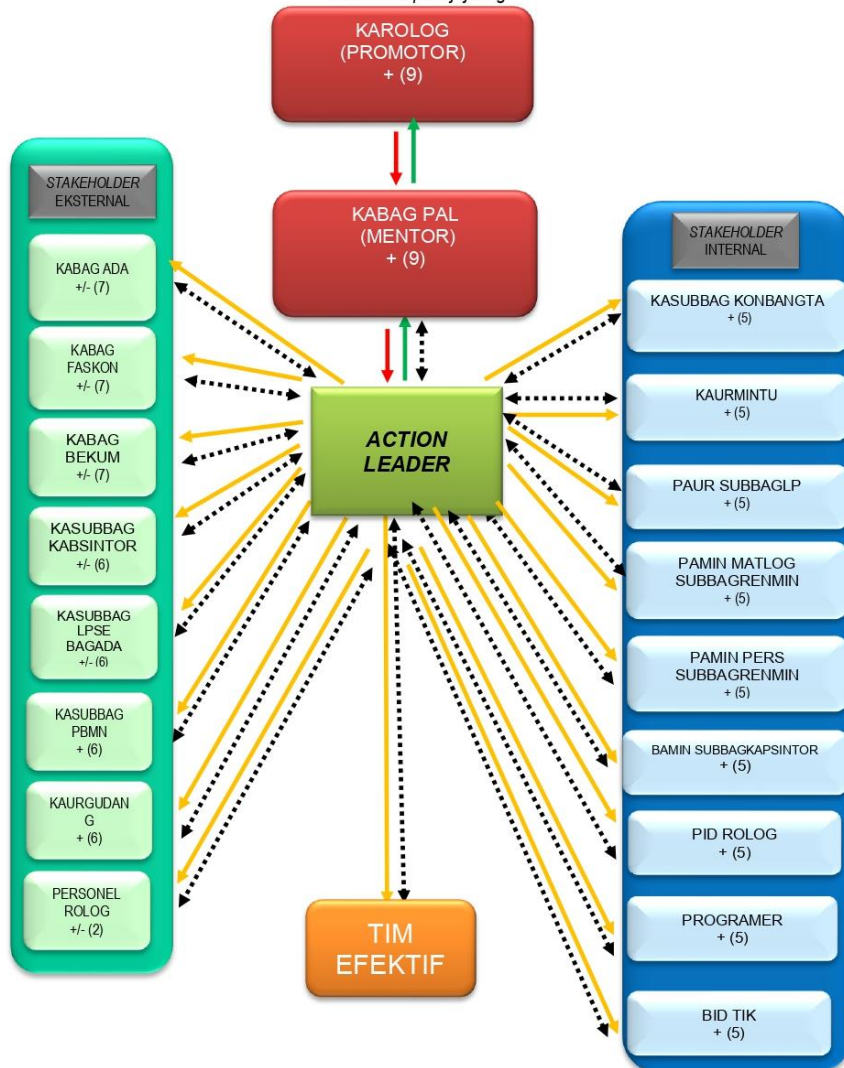 KAROLOG
(PROMOTOR)
+ (9)
STAKEHOLDER
EKSTERNAL
KABAG PAL
(MENTOR)
+ (9)
STAKEHOLDER
INTERNAL
KABAG ADA
+/- (7)
KABAG
FASKON
+/- (7)
KABAG
BEKUM
+/- (7)
KASUBBAG
KABSINTOR
+/- (6)
KASUBBAG
LPSE
BAGADA
+/- (6)
KASUBBAG
PBMN
+ (6)
KAURGUDAN
G
+ (6)
PERSONEL
ROLOG
+/- (2)
ACTION
LEADER
TIM
EFEKTIF
KASUBBAG KONBANGTA
+ (5)
KAURMINTU
+ (5)
PAUR SUBBAGLP
+ (5)
PAMIN MATLOG
SUBBAGRENMIN
+ (5)
PAMIN PERS
SUBBAGRENMIN
+ (5)
BAMIN SUBBAGKAPSINTOR
+ (5)
PID ROLOG
+ (5)
PROGRAMER
+ (5)
BID TIK
+ (5)